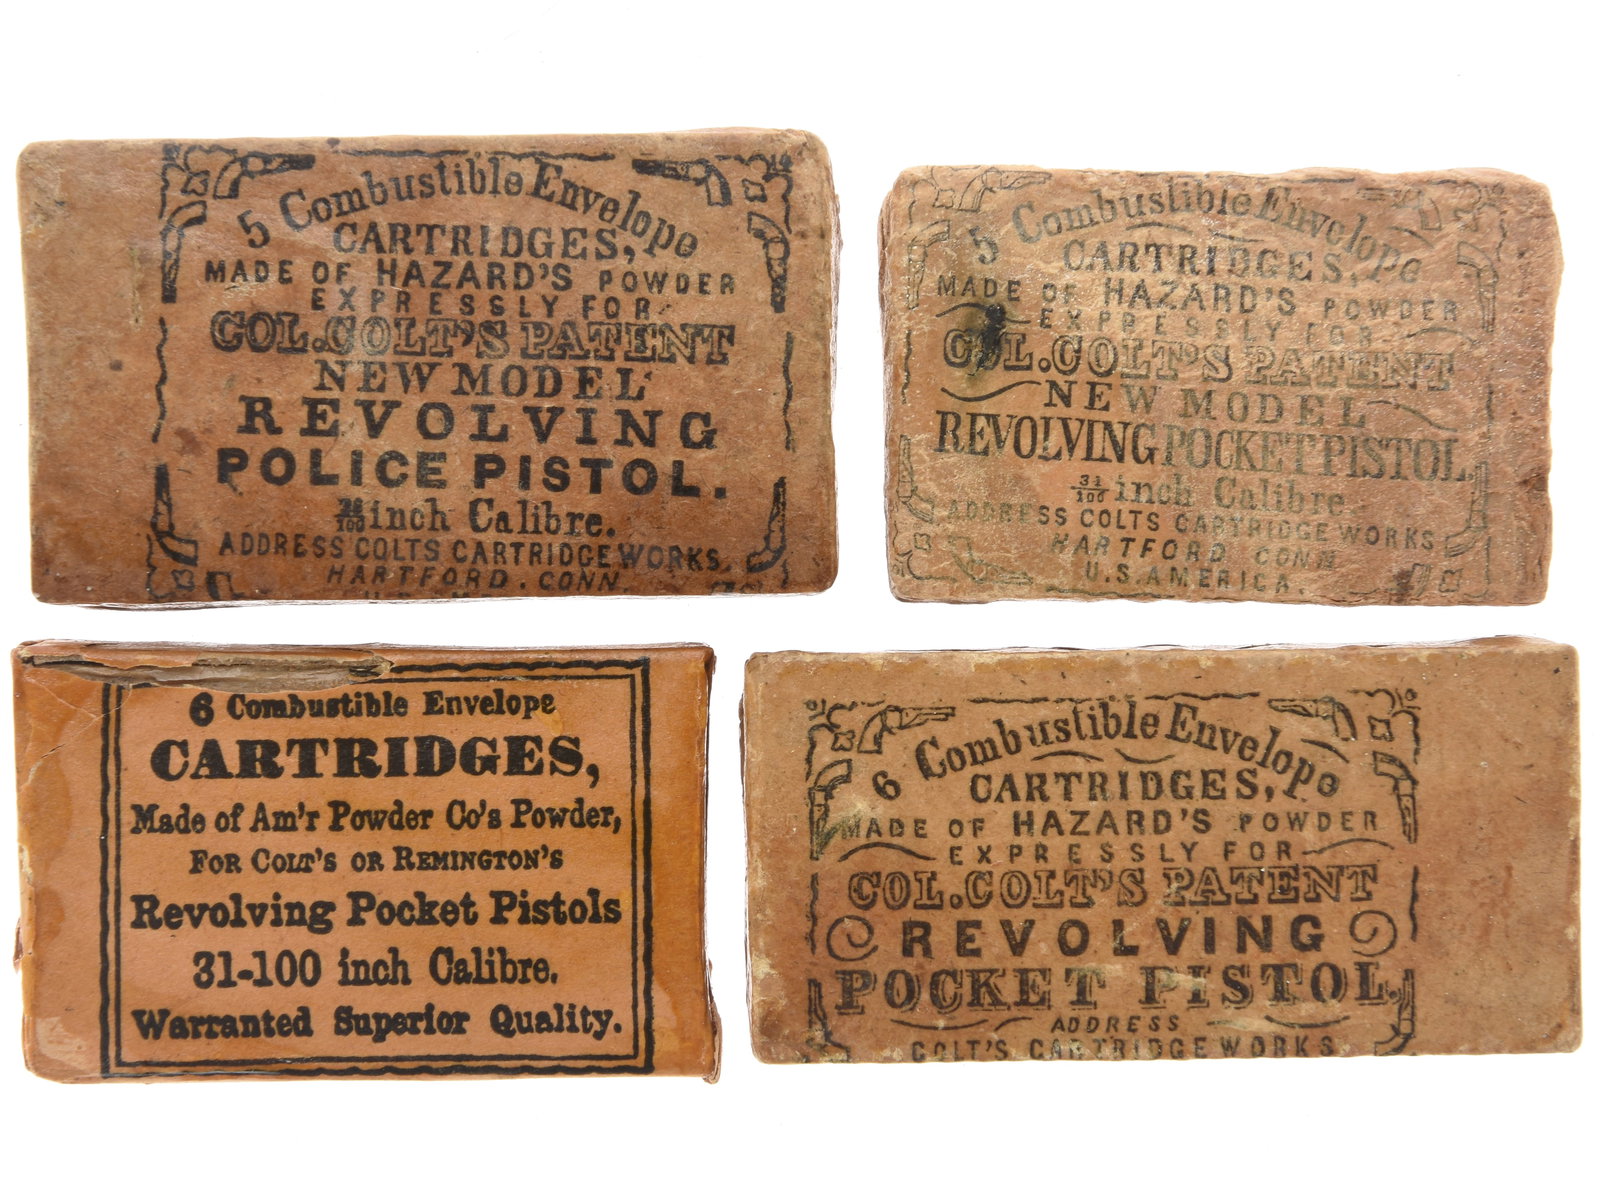 5 Combustible Envelope
CARTRIDGES,
MADE OF HAZARD'S POWDER
EXPRESSLY FOR
COL. COLT'S PATENT
NEW MODEL
REVOLVING
POLICE PISTOL.
36/100 inch Calibre.
ADDRESS COLTS CARTRIDGE WORKS
HARTFORD. CONN
5 Combustible Envelope
CARTRIDGES,
MADE OF HAZARD'S POWDER
EXPRESSLY FOR
COL. COLT'S PATENT
NEW MODEL
REVOLVING POCKET PISTOL.
31/100 inch Calibre.
ADDRESS COLTS CARTRIDGE WORKS
HARTFORD. CONN
U.S. AMERICA.
6 Combustible Envelope
CARTRIDGES,
Made of Am'r Powder Co's Powder,
FOR COLT'S OR REMINGTON'S
Revolving Pocket Pistols
31-100 inch Calibre.
Warranted Superior Quality.
6 Combustible Envelope
CARTRIDGES,
MADE OF HAZARD'S POWDER
EXPRESSLY FOR
COL. COLT'S PATENT
REVOLVING
POCKET PISTOL.
ADDRESS
COLT'S CARTRIDGE WORKS